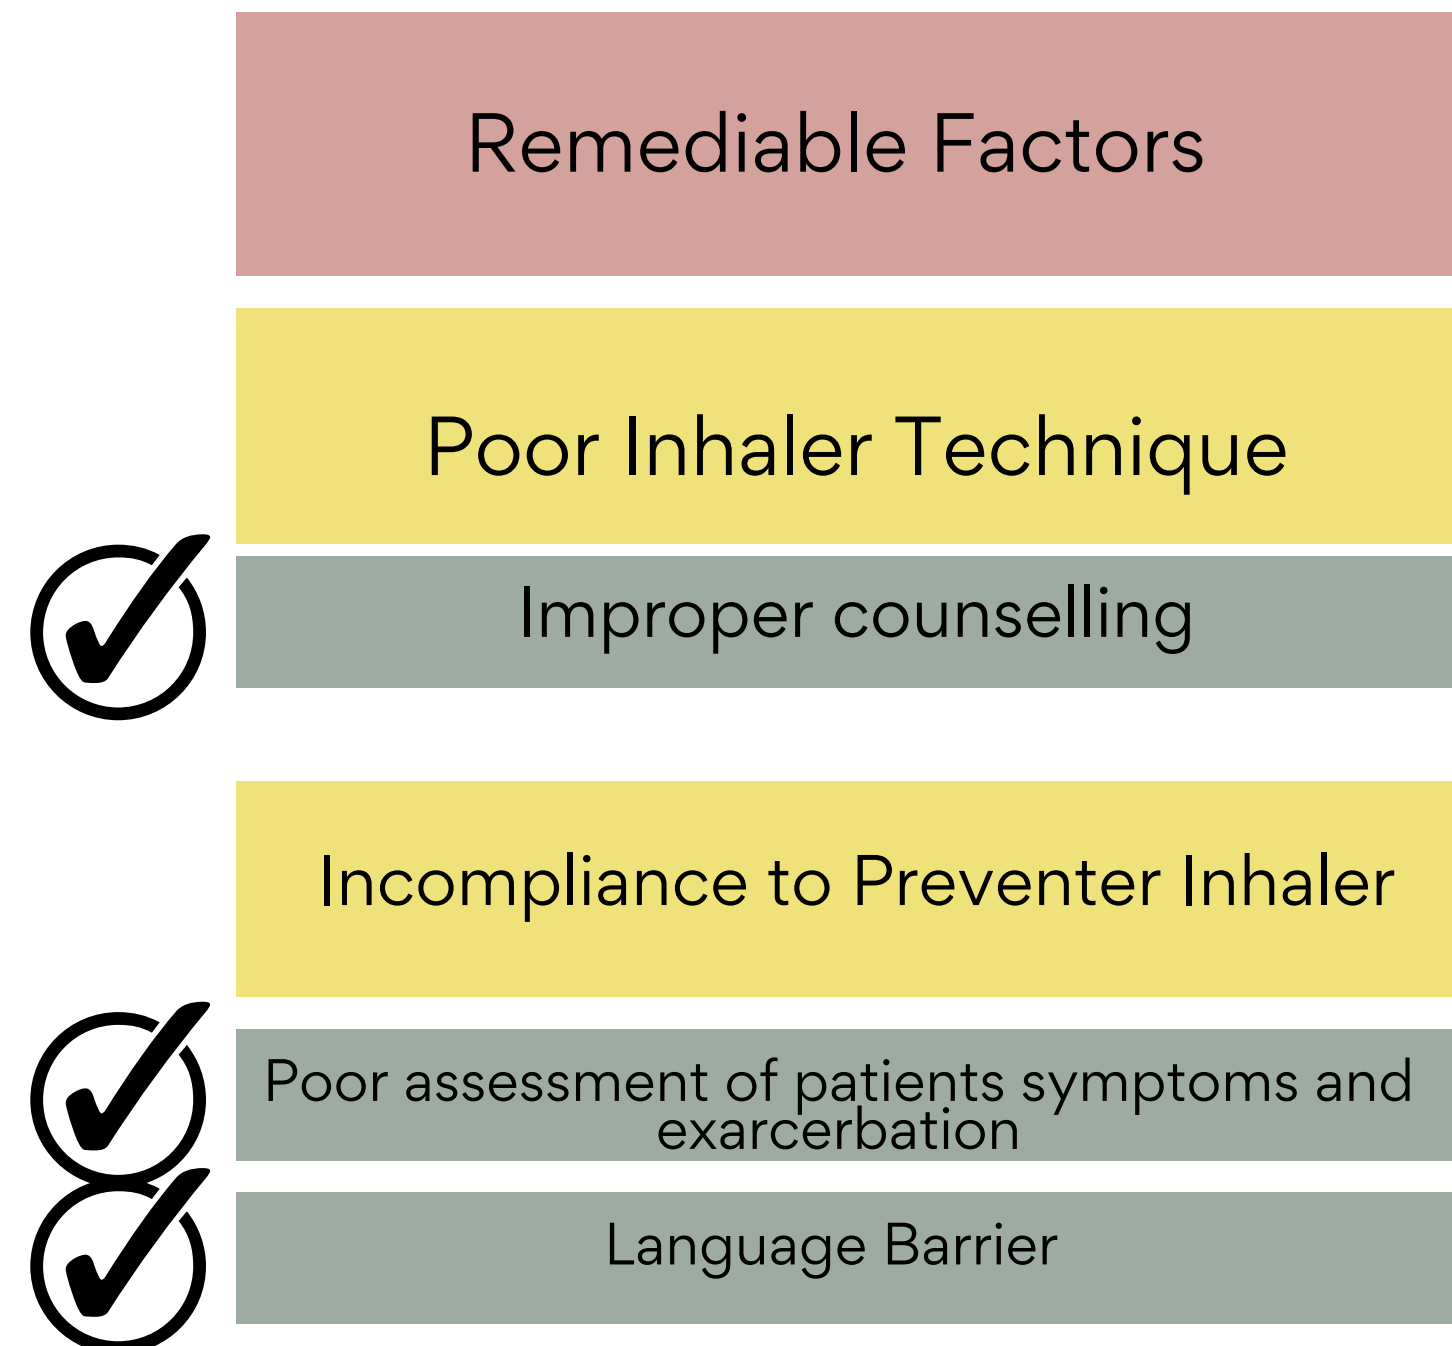 Remediable Factors
Poor Inhaler Technique
Improper counselling
Incompliance to Preventer Inhaler
Poor assessment of patients symptoms and
exarcerbation
Language Barrier